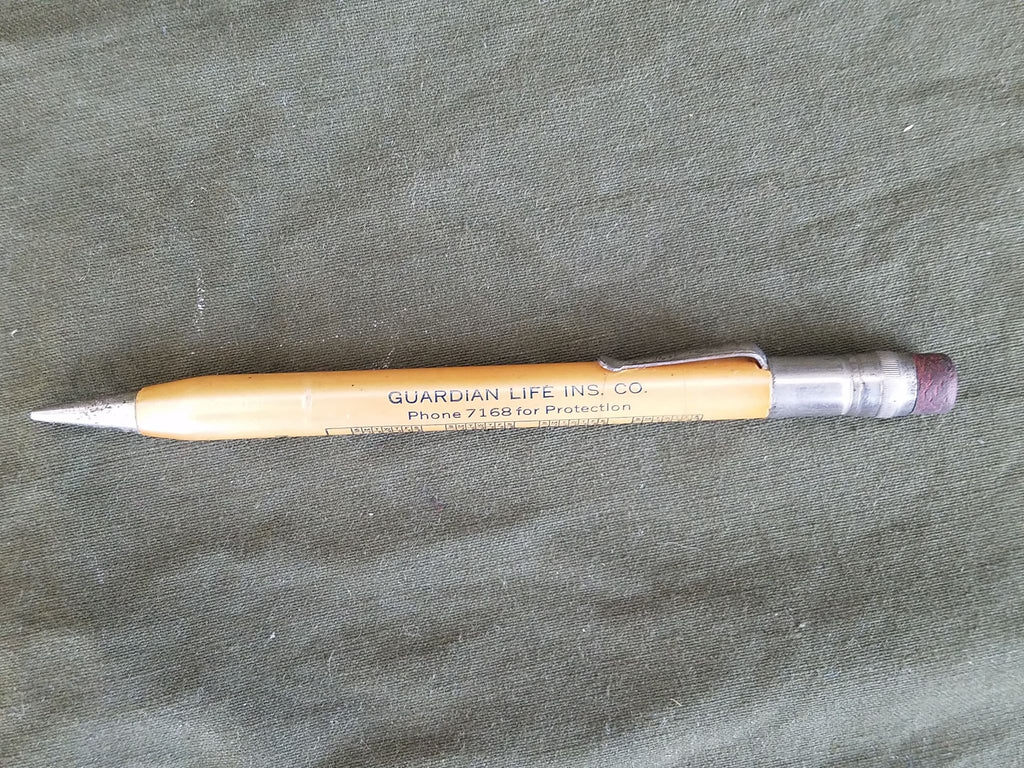 GUARDIAN LIFE INS. CO.
Phone 7168 for Protection
S M T W T F S S M T W T F S S M T W T F S S M T W T F S